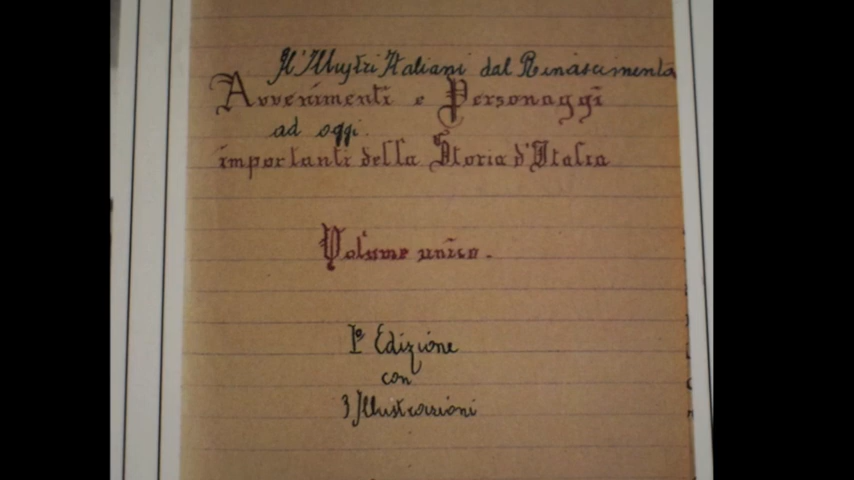 Il'Illustri Italiani dal Rinascimento
Avvenimenti e Personaggi
ad oggi.
importanti della Storia d'Italia
Volume unico.
1ª Edizione
con
3 Illustrazioni